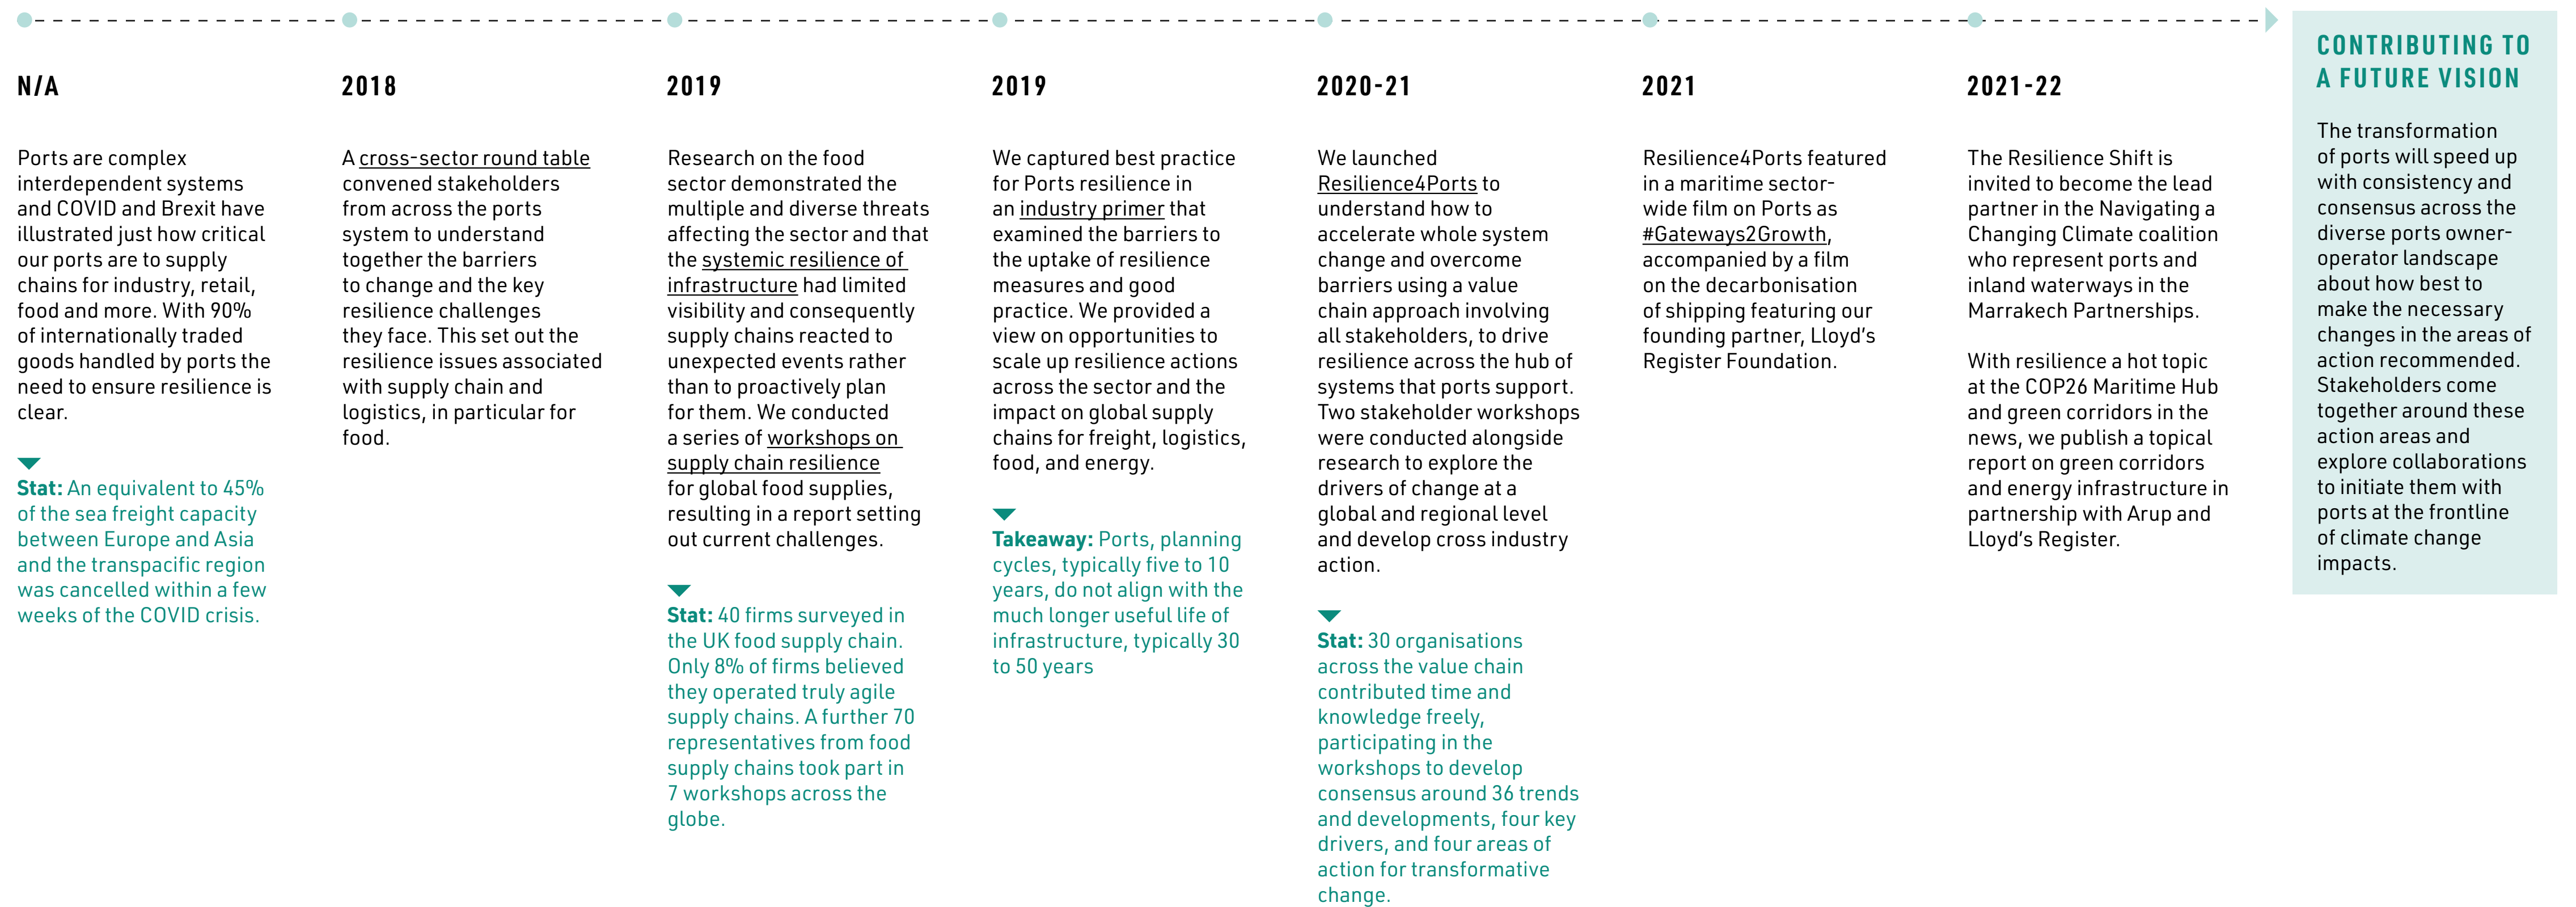 N/A
Ports are complex
interdependent systems
and COVID and Brexit have
illustrated just how critical
our ports are to supply
chains for industry, retail,
food and more. With 90%
of internationally traded
goods handled by ports the
need to ensure resilience is
clear.
Stat: An equivalent to 45%
of the sea freight capacity
between Europe and Asia
and the transpacific region
was cancelled within a few
weeks of the COVID crisis.
2018
A cross-sector round table
convened stakeholders
from across the ports
system to understand
together the barriers
to change and the key
resilience challenges
they face. This set out the
resilience issues associated
with supply chain and
logistics, in particular for
food.
2019
Research on the food
sector demonstrated the
multiple and diverse threats
affecting the sector and that
the systemic resilience of
infrastructure had limited
visibility and consequently
supply chains reacted to
unexpected events rather
than to proactively plan
for them. We conducted
a series of workshops on
supply chain resilience
for global food supplies,
resulting in a report setting
out current challenges.
Stat: 40 firms surveyed in
the UK food supply chain.
Only 8% of firms believed
they operated truly agile
supply chains. A further 70
representatives from food
supply chains took part in
7 workshops across the
globe.
2019
We captured best practice
for Ports resilience in
an industry primer that
examined the barriers to
the uptake of resilience
measures and good
practice. We provided a
view on opportunities to
scale up resilience actions
across the sector and the
impact on global supply
chains for freight, logistics,
food, and energy.
Takeaway: Ports, planning
cycles, typically five to 10
years, do not align with the
much longer useful life of
infrastructure, typically 30
to 50 years
2020-21
We launched
Resilience4Ports to
understand how to
accelerate whole system
change and overcome
barriers using a value
chain approach involving
all stakeholders, to drive
resilience across the hub of
systems that ports support.
Two stakeholder workshops
were conducted alongside
research to explore the
drivers of change at a
global and regional level
and develop cross industry
action.
Stat: 30 organisations
across the value chain
contributed time and
knowledge freely,
participating in the
workshops to develop
consensus around 36 trends
and developments, four key
drivers, and four areas of
action for transformative
change.
2021
Resilience4Ports featured
in a maritime sector-
wide film on Ports as
#Gateways2Growth,
accompanied by a film
on the decarbonisation
of shipping featuring our
founding partner, Lloyd's
Register Foundation.
2021-22
The Resilience Shift is
invited to become the lead
partner in the Navigating a
Changing Climate coalition
who represent ports and
inland waterways in the
Marrakech Partnerships.
With resilience a hot topic
at the COP26 Maritime Hub
and green corridors in the
news, we publish a topical
report on green corridors
and energy infrastructure in
partnership with Arup and
Lloyd's Register.
CONTRIBUTING TO
A FUTURE VISION
The transformation
of ports will speed up
with consistency and
consensus across the
diverse ports owner-
operator landscape
about how best to
make the necessary
changes in the areas of
action recommended.
Stakeholders come
together around these
action areas and
explore collaborations
to initiate them with
ports at the frontline
of climate change
impacts.